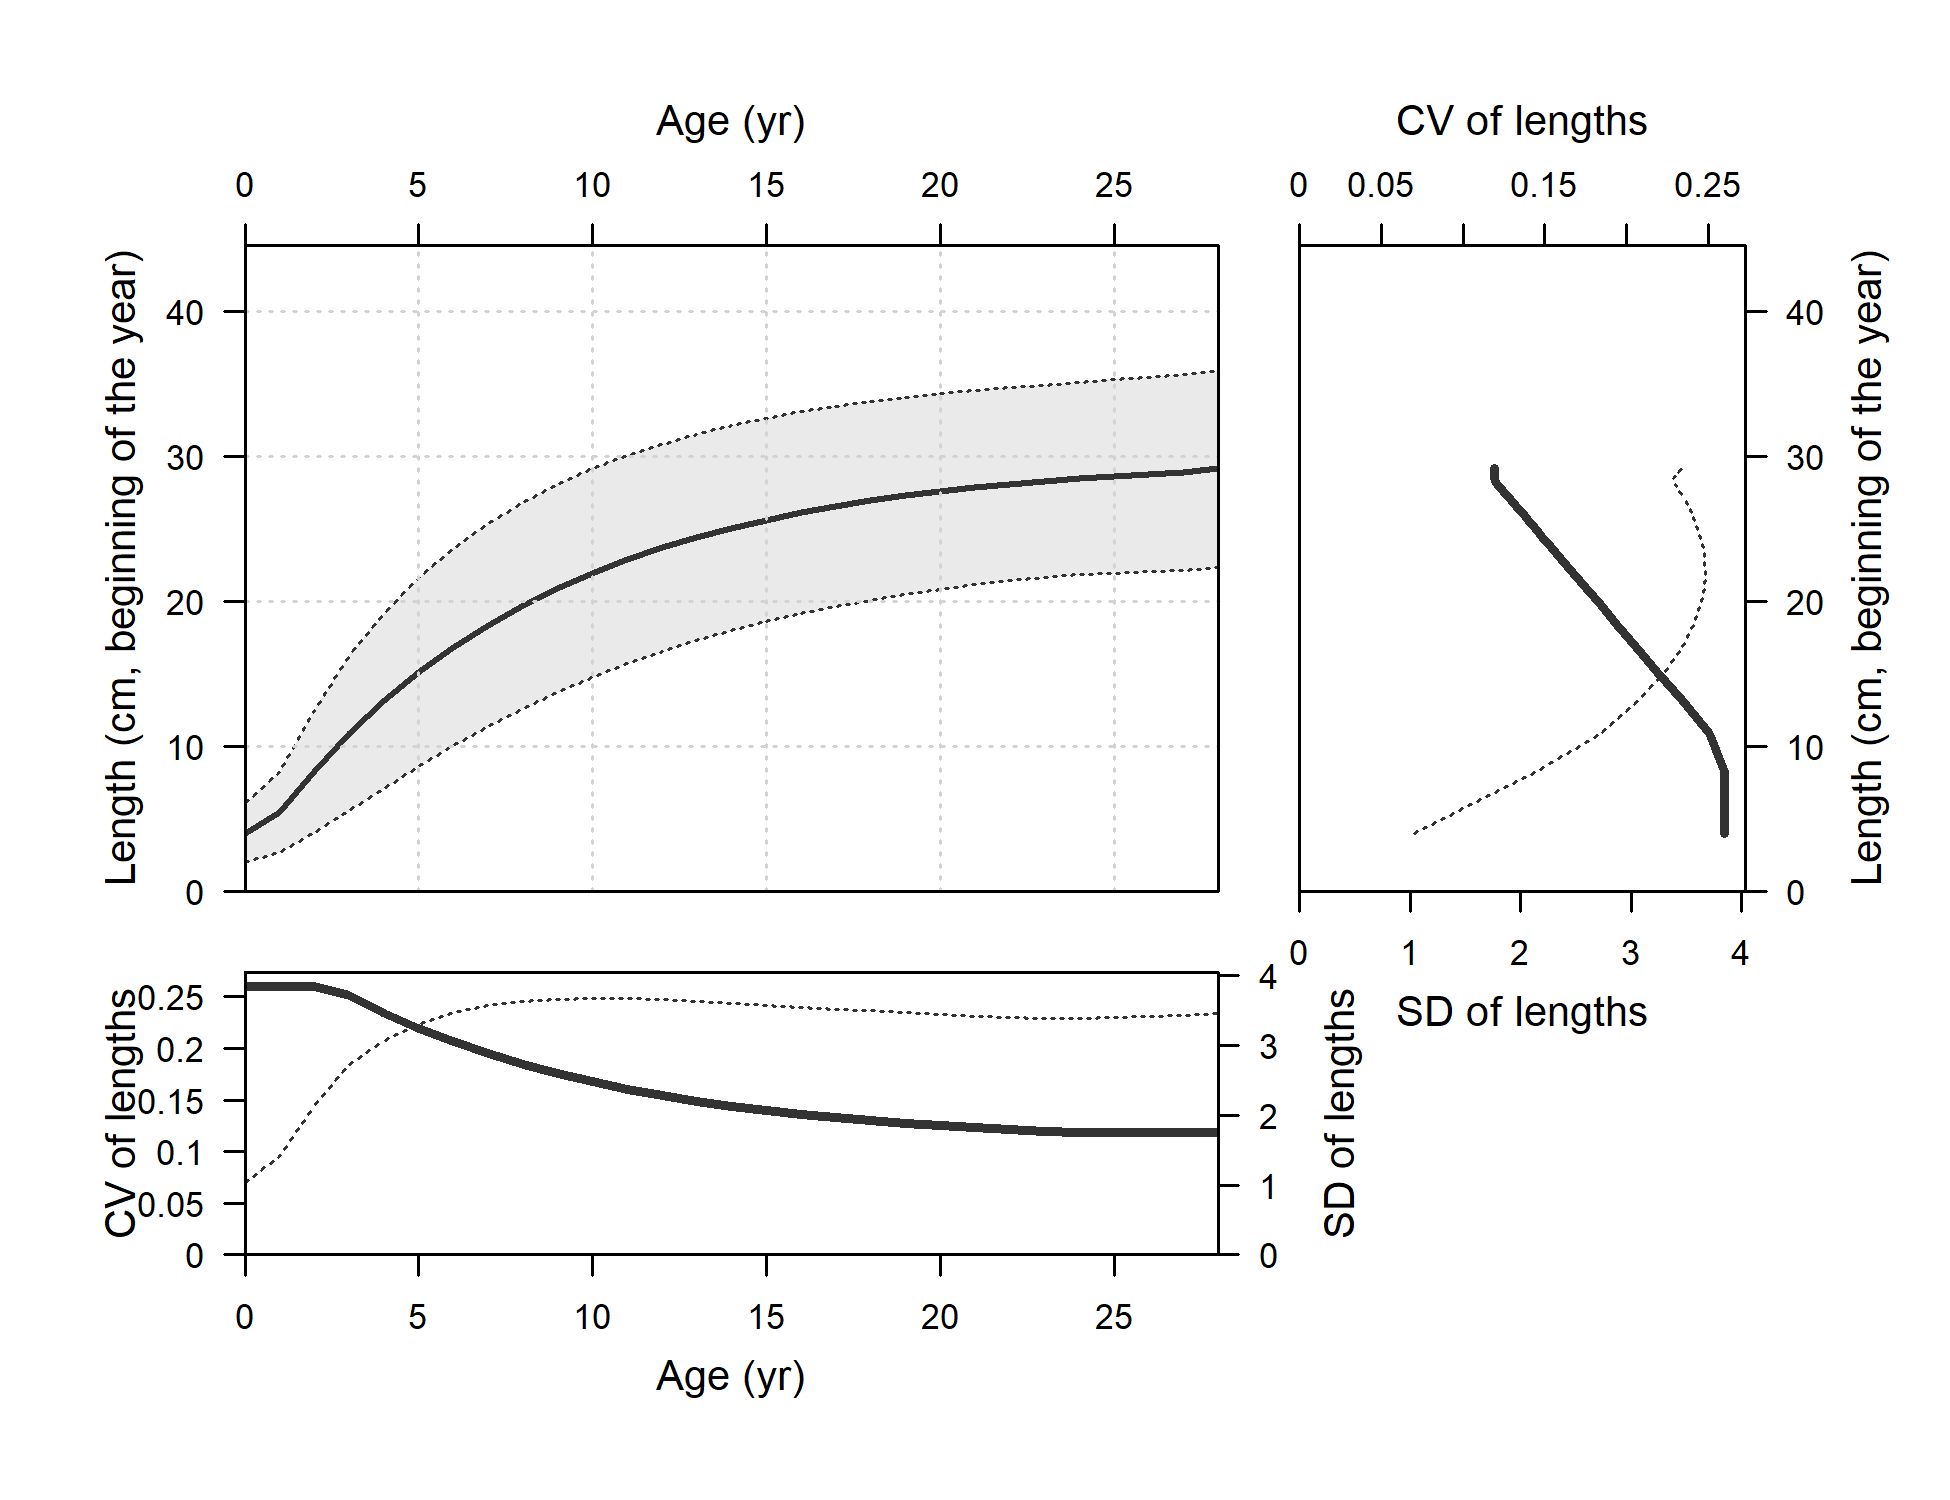 Age (yr)
CV of lengths
0 5 10 15 20 25
0 0.05 0.15 0.25
Length (cm, beginning of the year)
40
30
20
10
0
40
30
20
10
0
Length (cm, beginning of the year)
0 1 2 3 4
SD of lengths
CV of lengths
0.25
0.2
0.15
0.1
0.05
0
4
3
2
1
0
SD of lengths
0 5 10 15 20 25
Age (yr)